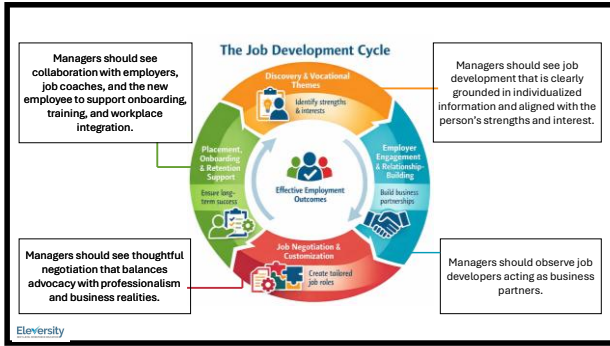 The Job Development Cycle
Managers should see
collaboration with employers,
job coaches, and the new
employee to support onboarding,
training, and workplace
integration.
Managers should see job
development that is clearly
grounded in individualized
information and aligned with the
person's strengths and interest.
Discovery & Vocational
Themes
Identify strengths
& interests
Placement,
Onboarding
& Retention
Support
Ensure long-
term success
Effective Employment
Outcomes
Employer
Engagement
& Relationship-
Building
Build business
partnerships
Job Negotiation &
Customization
Create tailored
job roles
Managers should see thoughtful
negotiation that balances
advocacy with professionalism
and business realities.
Managers should observe job
developers acting as business
partners.
Eleversity